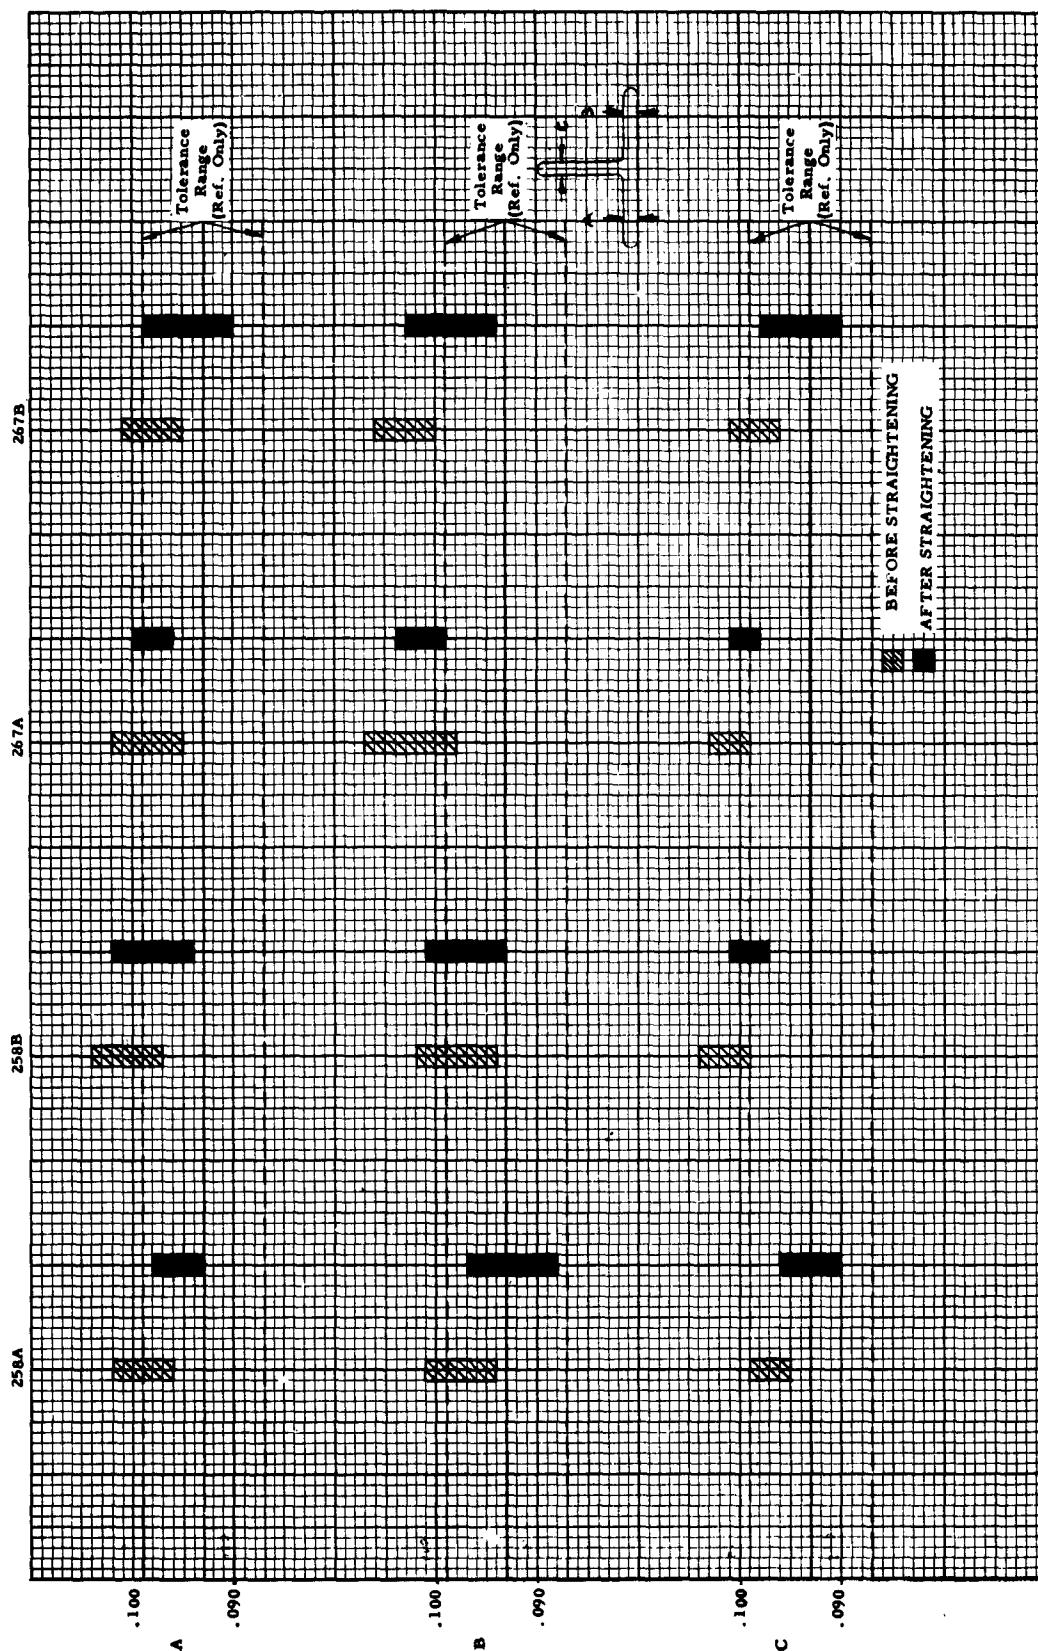 258A
258B
267A
267B
A
.100
.090
B
.100
.090
C
.100
.090
Tolerance
Range
(Ref. Only)
Tolerance
Range
(Ref. Only)
A
C
Tolerance
Range
(Ref. Only)
BEFORE STRAIGHTENING
AFTER STRAIGHTENING